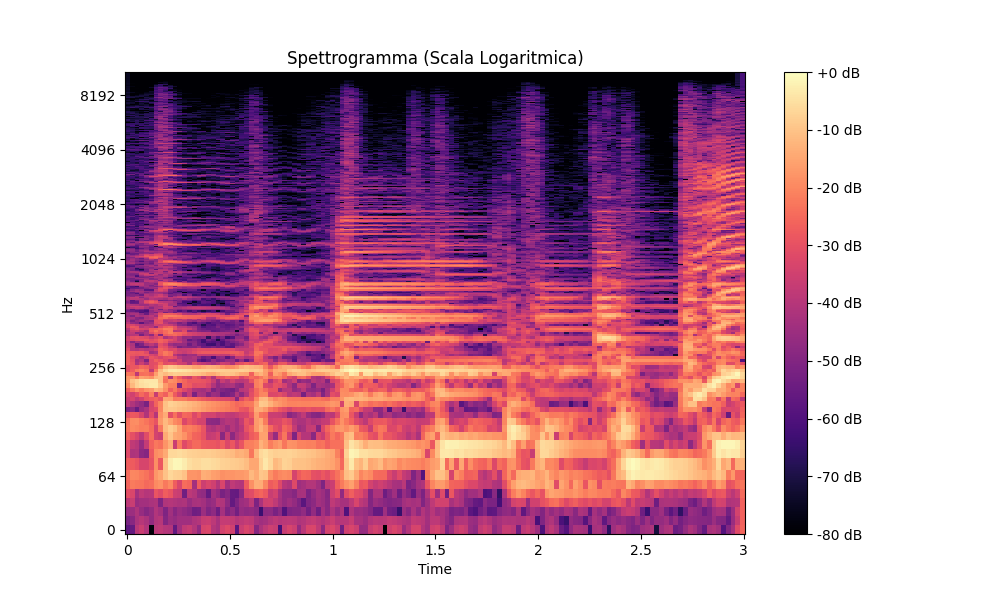 Spettrogramma (Scala Logaritmica)
Hz
8192
4096
2048
1024
512
256
128
64
0
0
0.5
1
1.5
2
2.5
3
Time
+0 dB
-10 dB
-20 dB
-30 dB
-40 dB
-50 dB
-60 dB
-70 dB
-80 dB